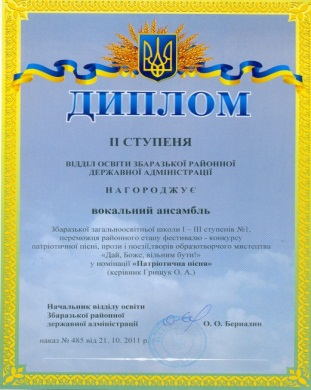 ДИПЛОМ
ІІ СТУПЕНЯ
ВІДДІЛ ОСВІТИ ЗБАРАЗЬКОЇ РАЙОННОЇ
ДЕРЖАВНОЇ АДМІНІСТРАЦІЇ
НАГОРОДЖУЄ
вокальний ансамбль
Збаразької загальноосвітньої школи І – ІІІ ступенів №1,
переможця районного етапу фестивалю - конкурсу
патріотичної пісні, прози і поезії,творів образотворчого мистецтва
«Дай, Боже, вільним бути!»
у номінації «Патріотична пісня»
(керівник Грицук О. А.)
Начальник відділу освіти
Збаразької районної
державної адміністрації
О. О. Бернадин
наказ № 485 від 21. 10. 2011 р.